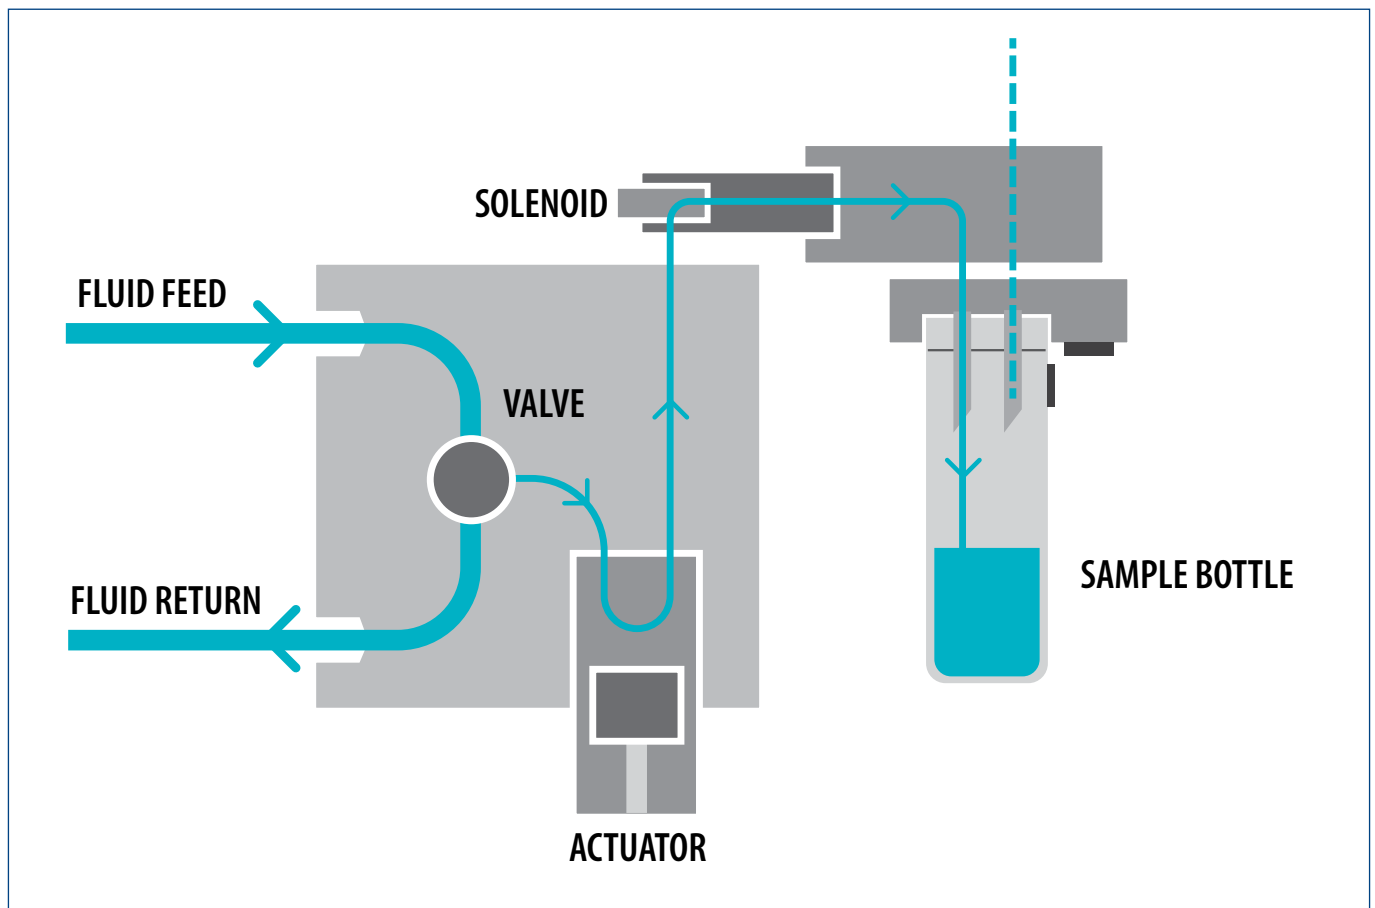 SOLENOID
FLUID FEED
VALVE
FLUID RETURN
SAMPLE BOTTLE
ACTUATOR